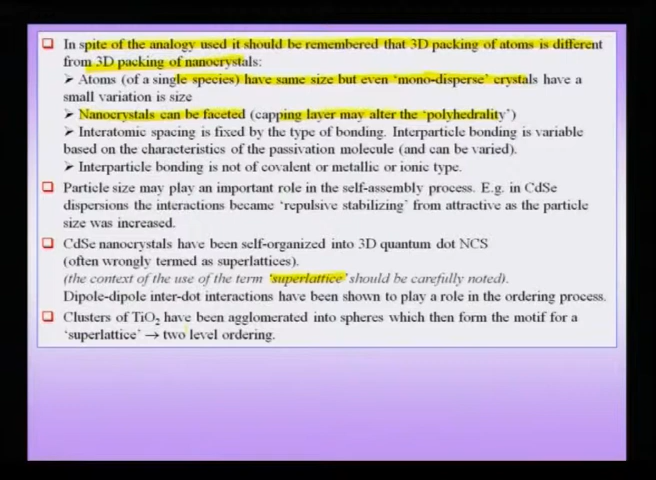 In spite of the analogy used it should be remembered that 3D packing of atoms is different
from 3D packing of nanocrystals:
➤ Atoms (of a single species) have same size but even 'mono-disperse' crystals have a
small variation is size
➤ Nanocrystals can be faceted (capping layer may alter the 'polyhedrality')
➤ Interatomic spacing is fixed by the type of bonding. Interparticle bonding is variable
based on the characteristics of the passivation molecule (and can be varied).
➤ Interparticle bonding is not of covalent or metallic or ionic type.
Particle size may play an important role in the self-assembly process. E.g. in CdSe
dispersions the interactions became 'repulsive stabilizing' from attractive as the particle
size was increased.
CdSe nanocrystals have been self-organized into 3D quantum dot NCS
(often wrongly termed as superlattices).
(the context of the use of the term 'superlattice' should be carefully noted).
Dipole-dipole inter-dot interactions have been shown to play a role in the ordering process.
Clusters of TiO₂ have been agglomerated into spheres which then form the motif for a
'superlattice' → two level ordering.